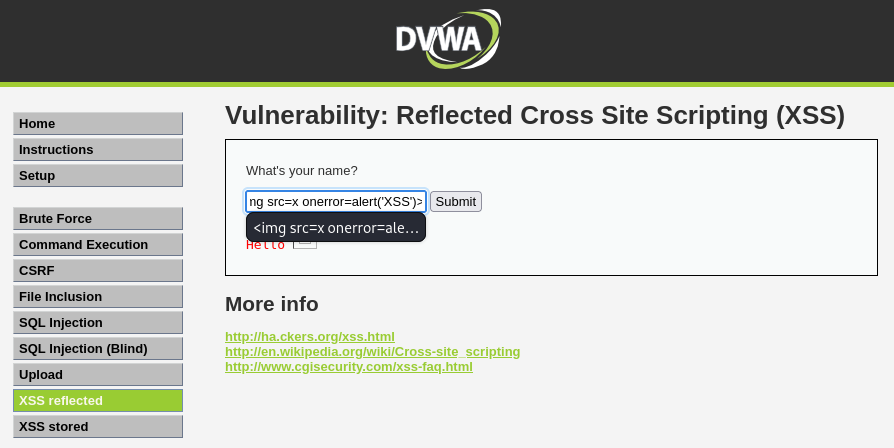 DVWA
Vulnerability: Reflected Cross Site Scripting (XSS)
Home
Instructions
Setup
Brute Force
Command Execution
CSRF
File Inclusion
SQL Injection
SQL Injection (Blind)
Upload
XSS reflected
XSS stored
What's your name?
ng src=x onerror=alert('XSS')> Submit
<img src=x onerror=ale...
Hello
More info
http://ha.ckers.org/xss.html
http://en.wikipedia.org/wiki/Cross-site_scripting
http://www.cgisecurity.com/xss-faq.html